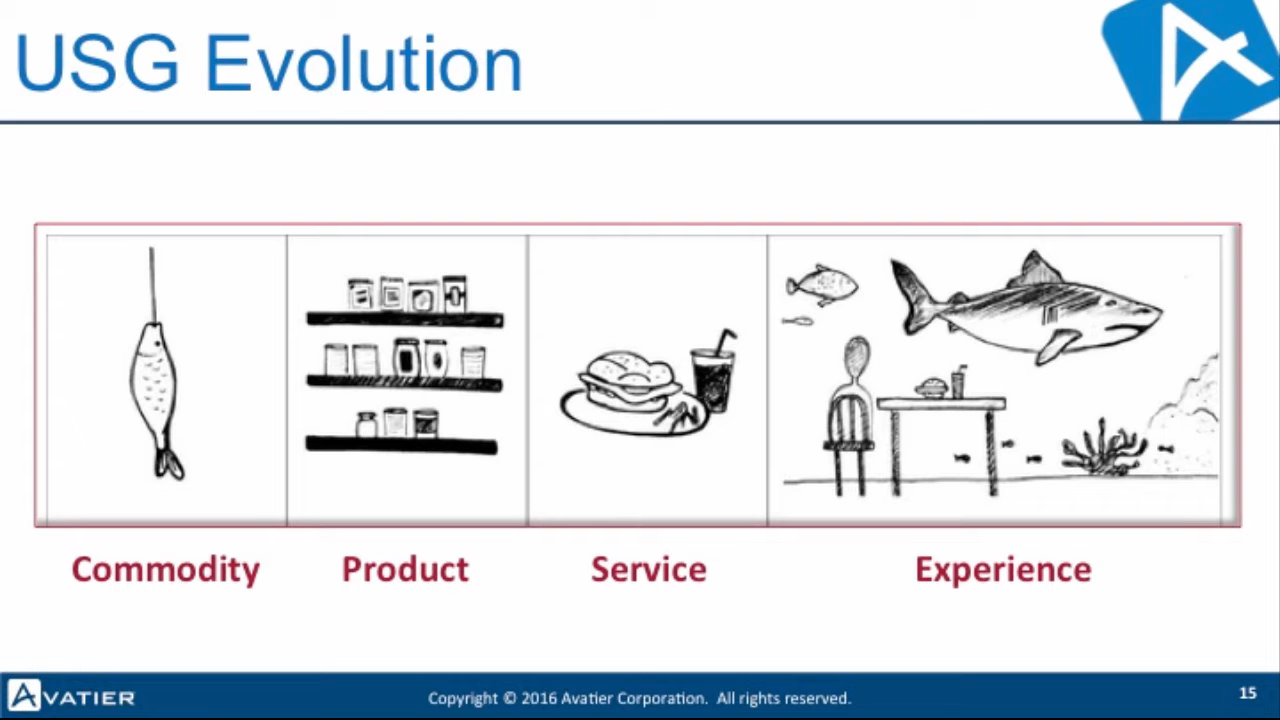 USG Evolution
Commodity Product Service Experience
AVATIER Copyright © 2016 Avatier Corporation. All rights reserved. 15